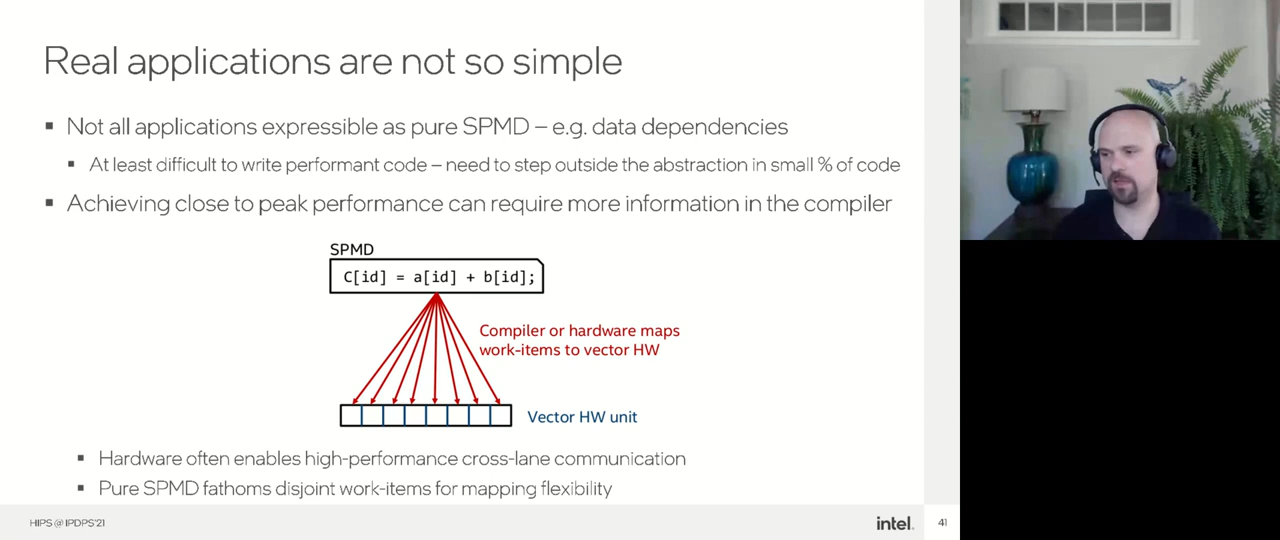 Real applications are not so simple
▪ Not all applications expressible as pure SPMD – e.g. data dependencies
▪ At least difficult to write performant code – need to step outside the abstraction in small % of code
▪ Achieving close to peak performance can require more information in the compiler
SPMD
C[id] = a[id] + b[id];
Compiler or hardware maps
work-items to vector HW
Vector HW unit
▪ Hardware often enables high-performance cross-lane communication
▪ Pure SPMD fathoms disjoint work-items for mapping flexibility
HIPS @ IPDPS'21
intel.
41